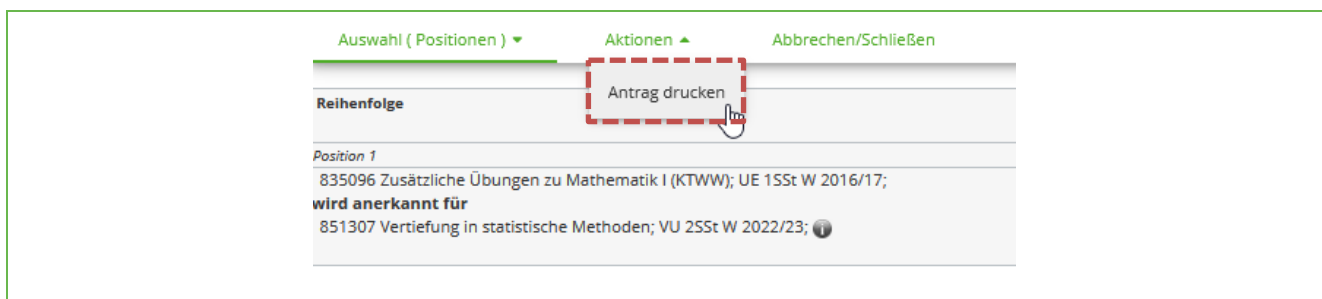 Auswahl ( Positionen ) Aktionen Abbrechen/Schließen
Antrag drucken
Reihenfolge
Position 1
835096 Zusätzliche Übungen zu Mathematik I (KTWW); UE 1SSt W 2016/17;
wird anerkannt für
851307 Vertiefung in statistische Methoden; VU 2SSt W 2022/23;